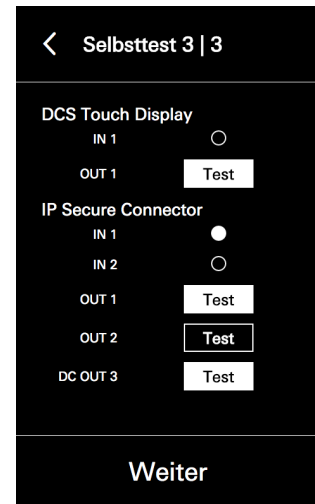 Selbsttest 3 | 3
DCS Touch Display
IN 1
OUT 1 Test
IP Secure Connector
IN 1
IN 2
OUT 1 Test
OUT 2 Test
DC OUT 3 Test
Weiter